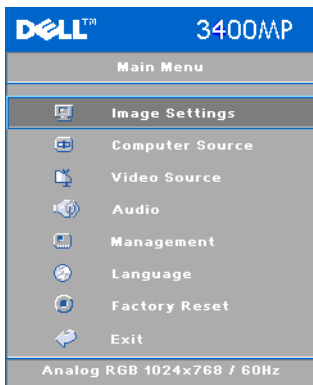 DELL™ 3400MP
Main Menu
Image Settings
Computer Source
Video Source
Audio
Management
Language
Factory Reset
Exit
Analog RGB 1024x768 / 60Hz